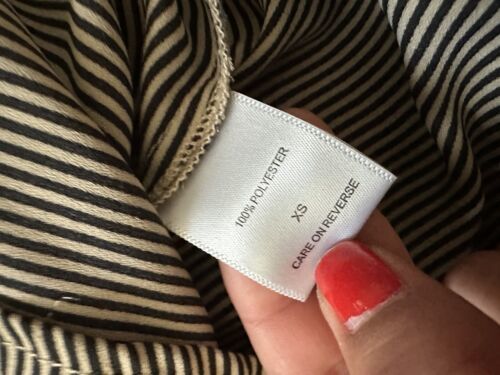 100% POLYESTER
XS
CARE ON REVERSE